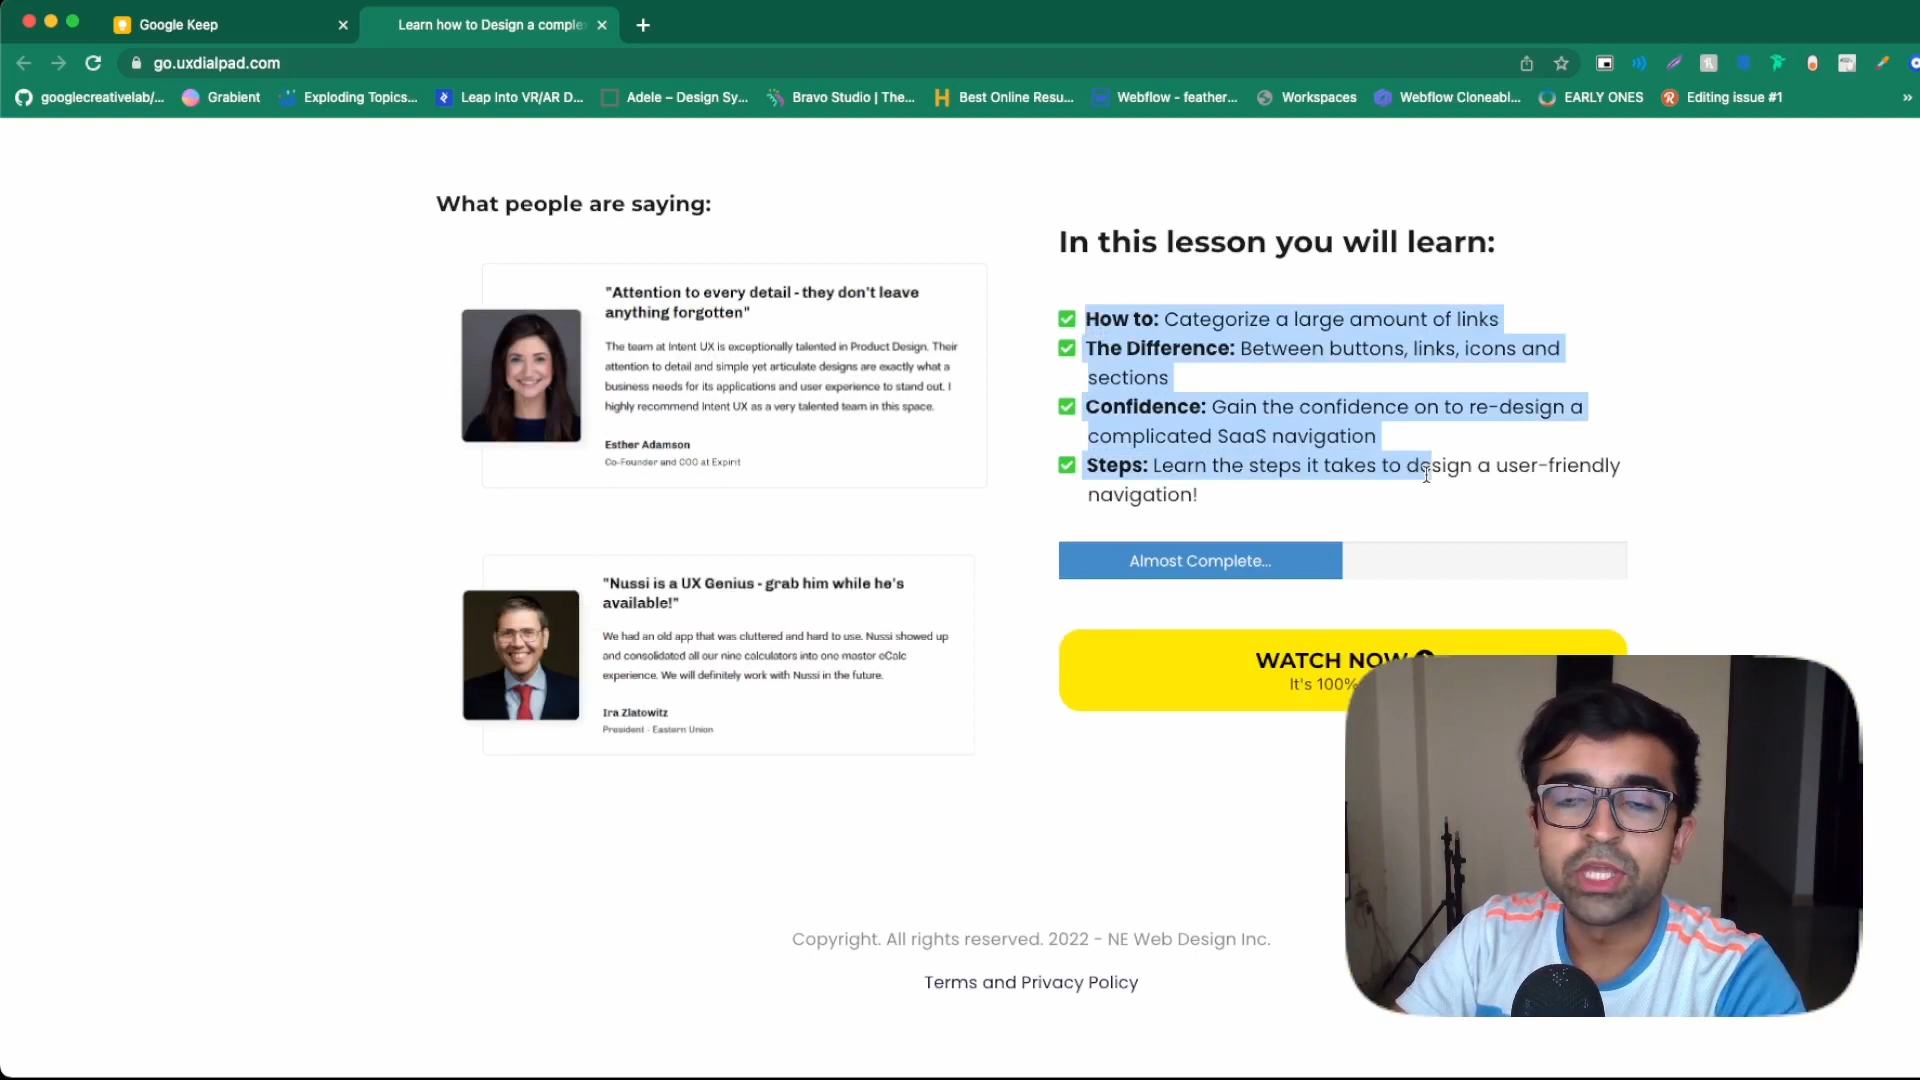 Google Keep
Learn how to Design a comple
go.uxdialpad.com
googlecreativelab/...
Grabient
Exploding Topics...
Leap Into VR/AR D...
Adele – Design Sy...
Bravo Studio | The...
Best Online Resu...
Webflow - feather...
Workspaces
Webflow Cloneabl...
EARLY ONES
Editing issue #1
What people are saying:
"Attention to every detail - they don't leave
anything forgotten"
The team at Intent UX is exceptionally talented in Product Design. Their
attention to detail and simple yet articulate designs are exactly what a
business needs for its applications and user experience to stand out. I
highly recommend Intent UX as a very talented team in this space.
Esther Adamson
Co-Founder and COO at Expirit
"Nussi is a UX Genius - grab him while he's
available!"
We had an old app that was cluttered and hard to use. Nussi showed up
and consolidated all our nine calculators into one master eCalc
experience. We will definitely work with Nussi in the future.
Ira Zlatowitz
President - Eastern Union
In this lesson you will learn:
How to: Categorize a large amount of links
The Difference: Between buttons, links, icons and
sections
Confidence: Gain the confidence on to re-design a
complicated SaaS navigation
Steps: Learn the steps it takes to design a user-friendly
navigation!
Almost Complete...
WATCH NOW
It's 100%
Copyright. All rights reserved. 2022 - NE Web Design Inc.
Terms and Privacy Policy